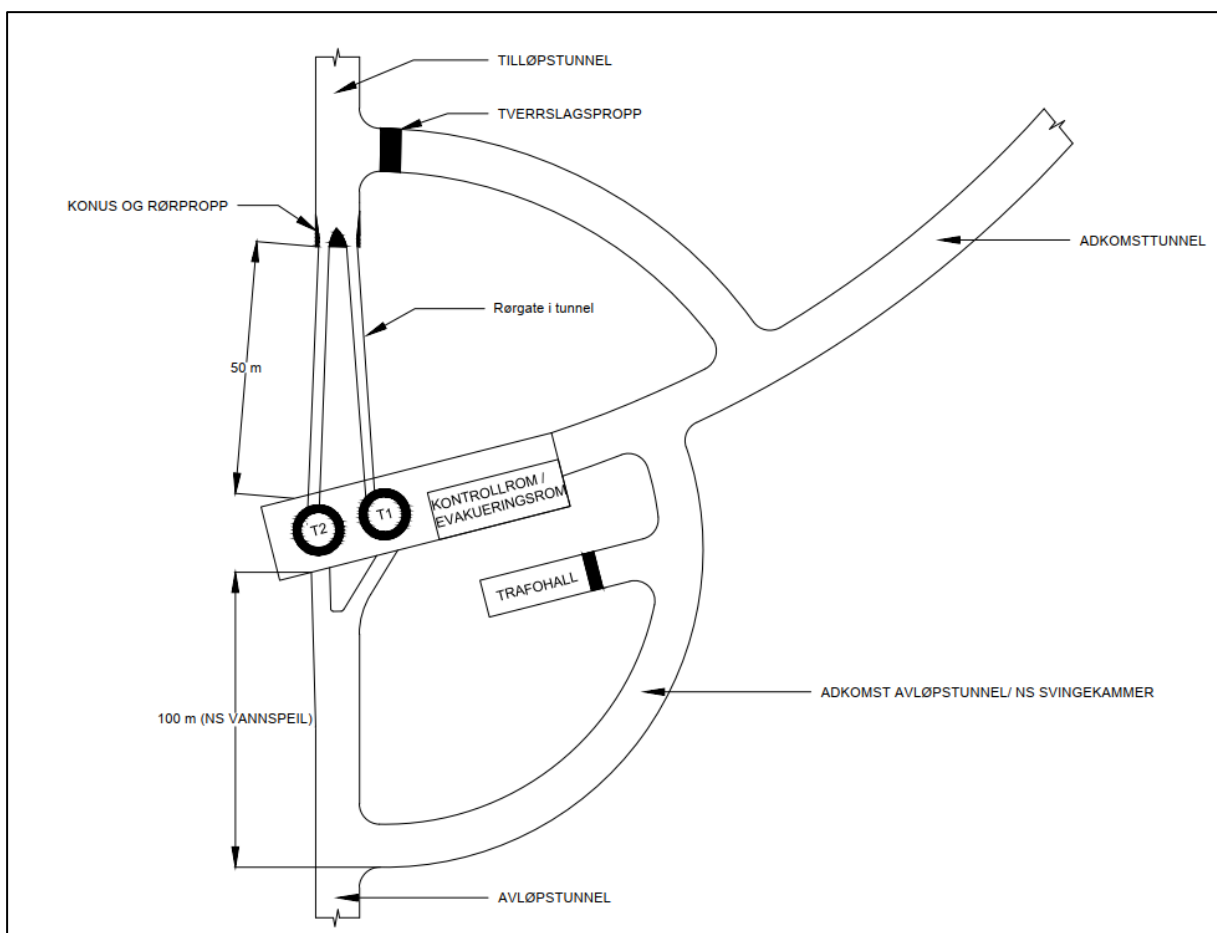 TILLØPSTUNNEL
TVERRSLAGSPROPP
KONUS OG RØRPROPP
ADKOMSTTUNNEL
Rørgate i tunnel
50 m
KONTROLLROM /
EVAKUERINGSROM
T2
T1
TRAFOHALL
ADKOMST AVLØPSTUNNEL/ NS SVINGEKAMMER
100 m (NS VANNSPEIL)
AVLØPSTUNNEL